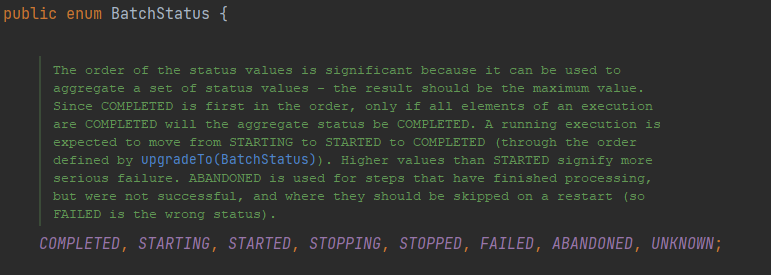 public enum BatchStatus {
The order of the status values is significant because it can be used to
aggregate a set of status values - the result should be the maximum value.
Since COMPLETED is first in the order, only if all elements of an execution
are COMPLETED will the aggregate status be COMPLETED. A running execution is
expected to move from STARTING to STARTED to COMPLETED (through the order
defined by upgradeTo(BatchStatus)). Higher values than STARTED signify more
serious failure. ABANDONED is used for steps that have finished processing,
but were not successful, and where they should be skipped on a restart (so
FAILED is the wrong status).
COMPLETED, STARTING, STARTED, STOPPING, STOPPED, FAILED, ABANDONED, UNKNOWN;